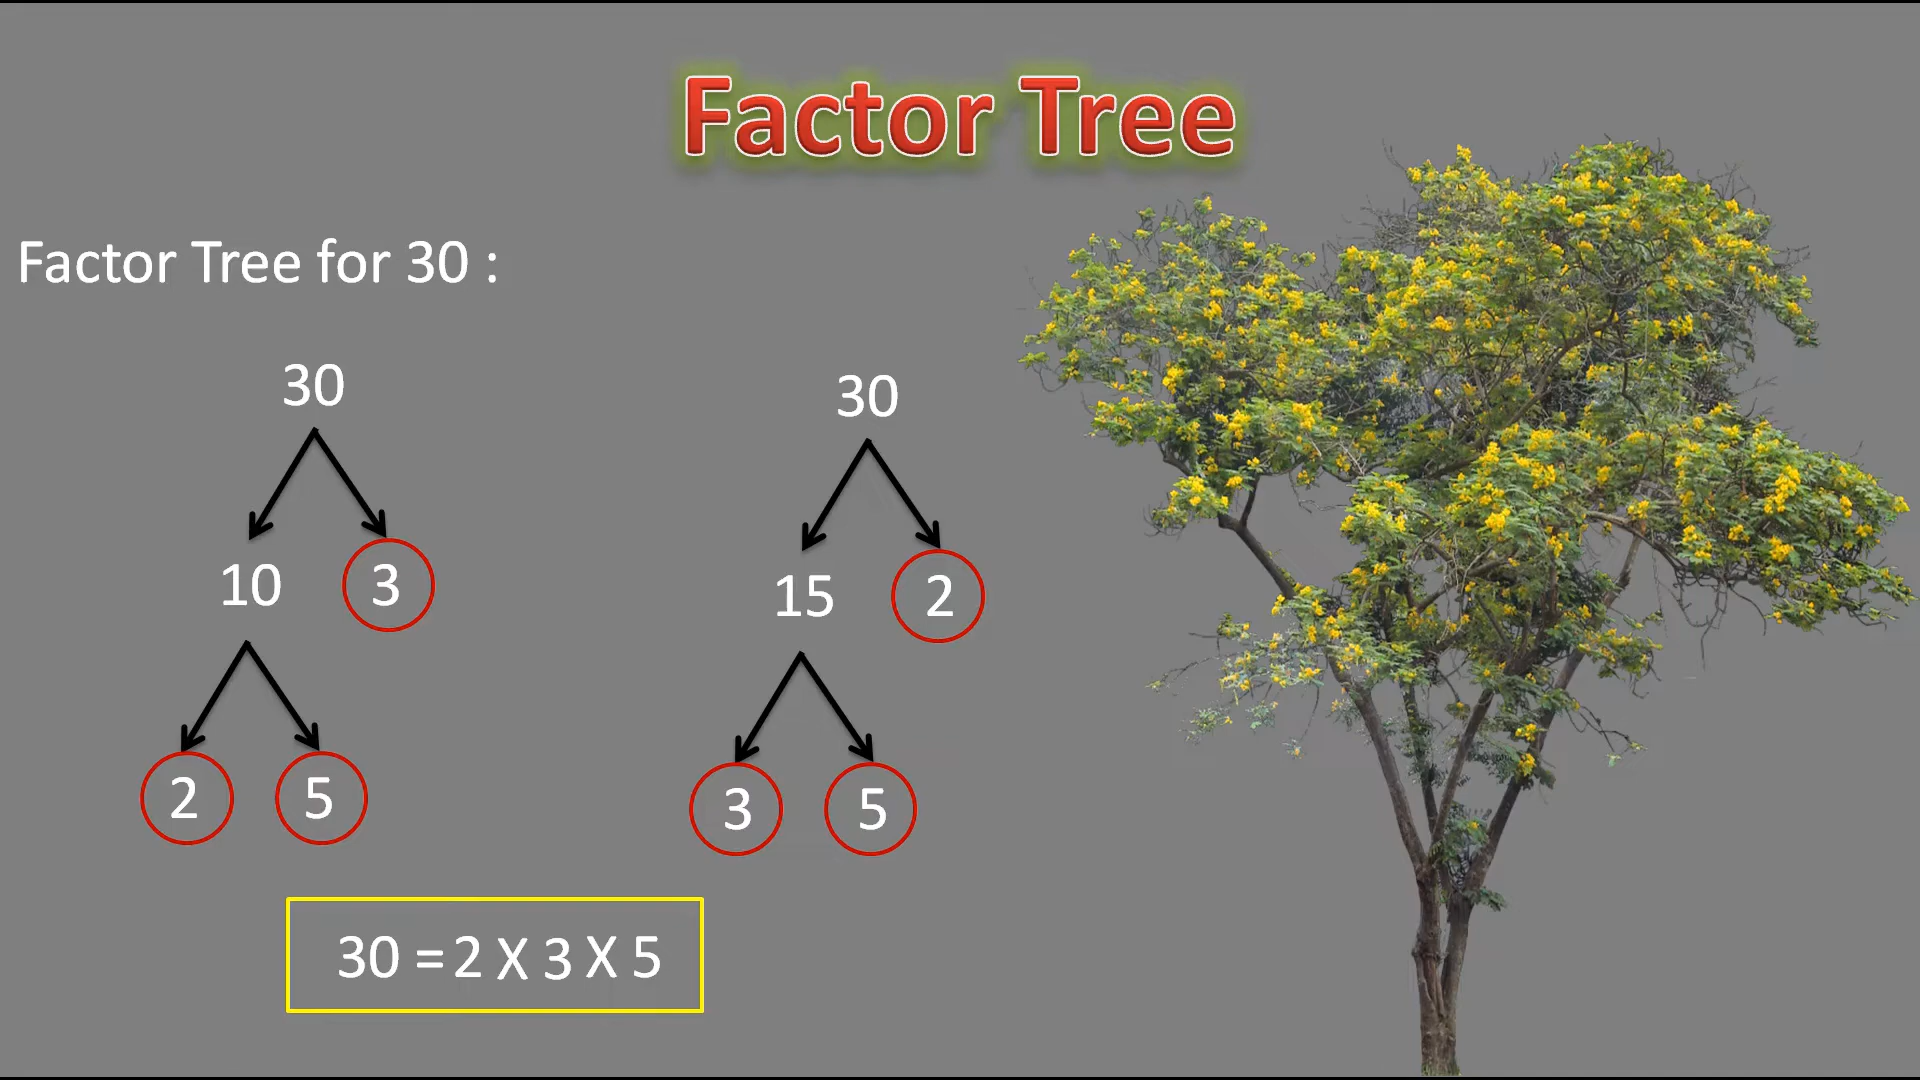 Factor Tree
Factor Tree for 30 :
30
10 3
2 5
30
15 2
3 5
30 = 2 X 3 X 5